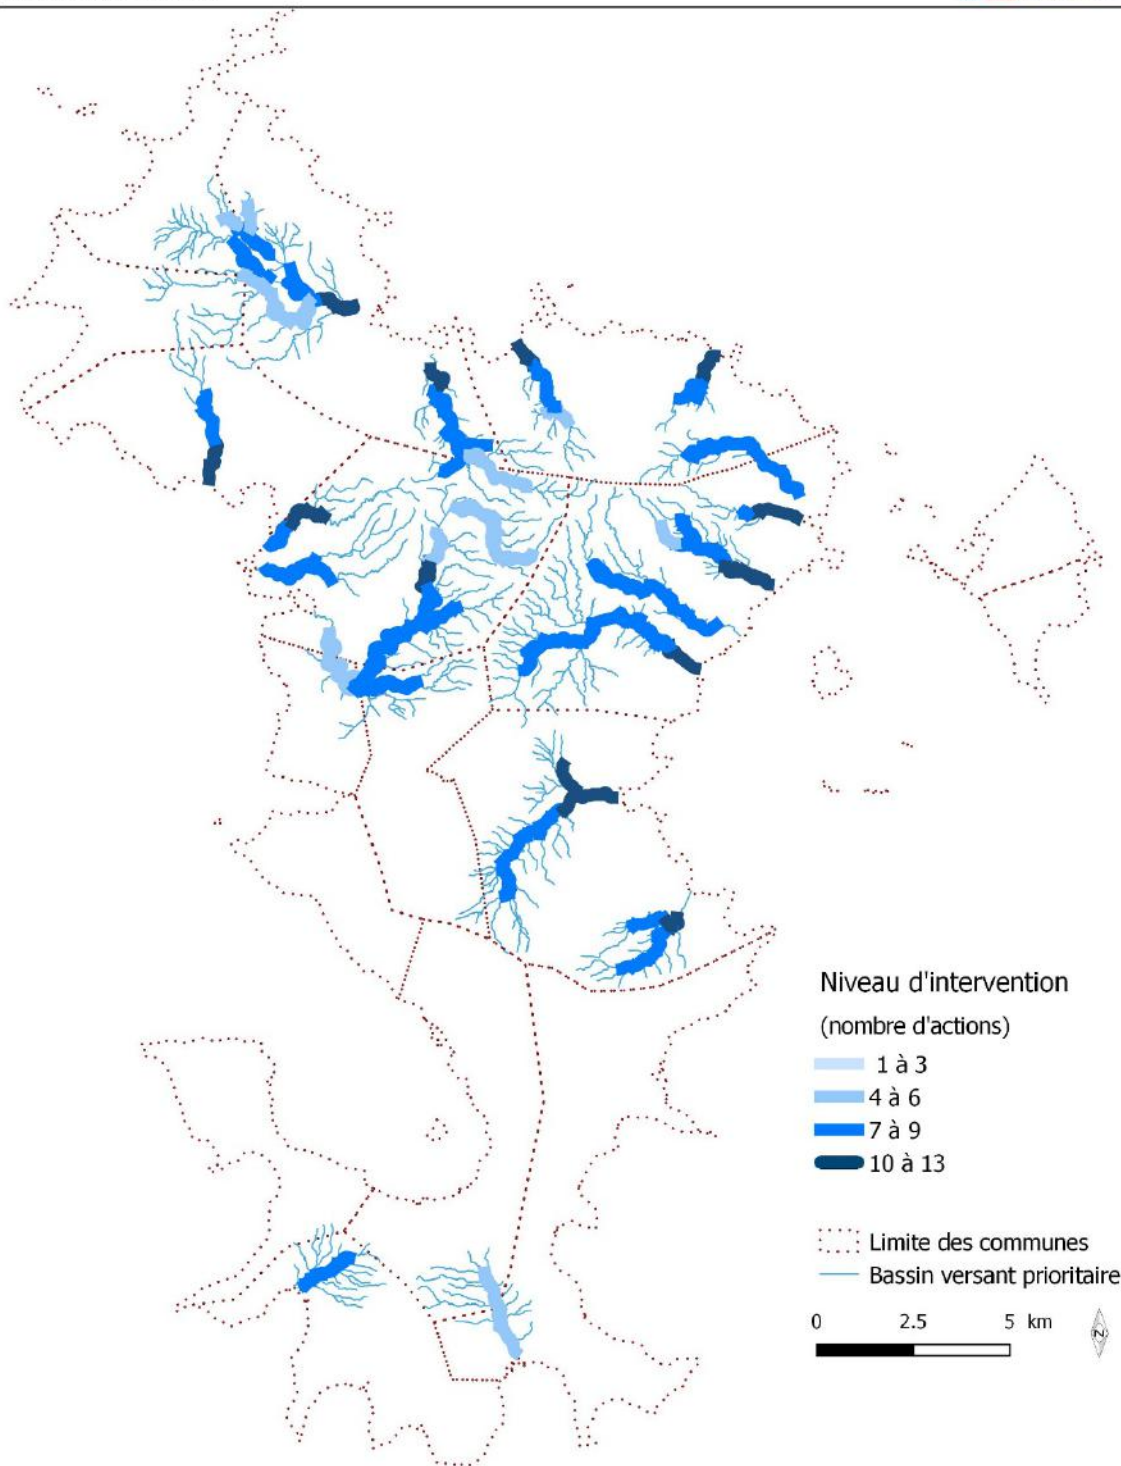 Niveau d'intervention
(nombre d'actions)
1 à 3
4 à 6
7 à 9
10 à 13
Limite des communes
Bassin versant prioritaire
0 2.5 5 km
N